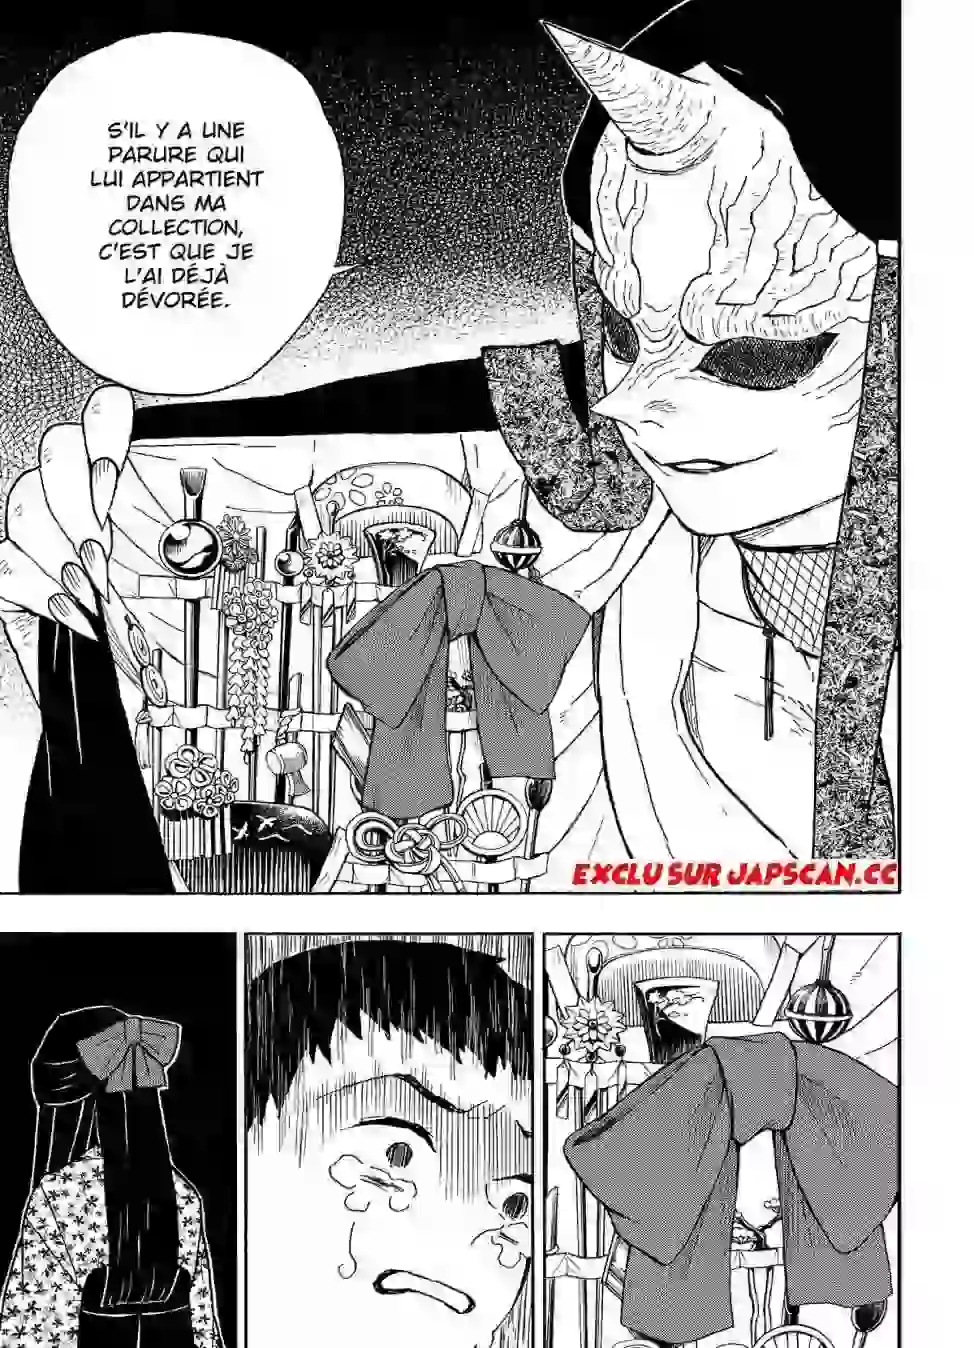 S'IL Y A UNE
PARURE QUI
LUI APPARTIENT
DANS MA
COLLECTION,
C'EST QUE JE
L'AI DÉJÀ
DÉVORÉE.
EXCLU SUR JAPSCAN.CC